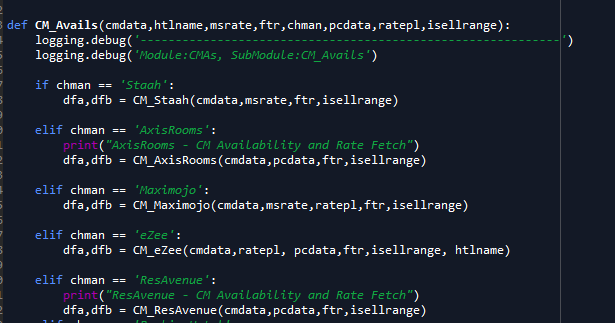 def CM_Avails(cmdata,htlname,msrate,ftr,chman,pcdata,ratepl,isellrange):
    logging.debug('------------------------------------------------------------')
    logging.debug('Module:CMAs, SubModule:CM_Avails')
    if chman == 'Staah':
        dfa,dfb = CM_Staah(cmdata,msrate,ftr,isellrange)
    elif chman == 'AxisRooms':
        print("AxisRooms - CM Availability and Rate Fetch")
        dfa,dfb = CM_AxisRooms(cmdata,pcdata,ftr,isellrange)
    elif chman == 'Maximojo':
        dfa,dfb = CM_Maximojo(cmdata,msrate,ratepl,ftr,isellrange)
    elif chman == 'eZee':
        dfa,dfb = CM_eZee(cmdata,ratepl, pcdata,ftr,isellrange, htlname)
    elif chman == 'ResAvenue':
        print("ResAvenue - CM Availability and Rate Fetch")
        dfa,dfb = CM_ResAvenue(cmdata,pcdata,ftr,isellrange)